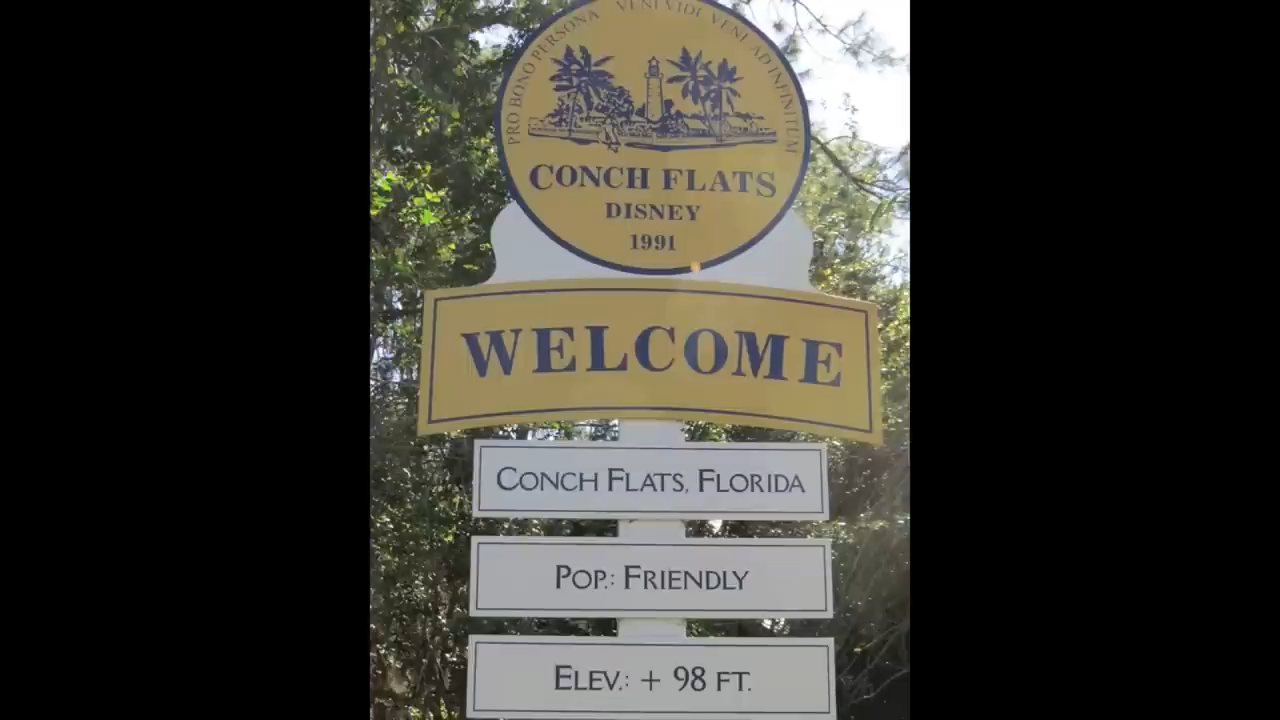 PRO BONO PERSONA VENI VIDI VENI AD INFINITUM
CONCH FLATS
DISNEY
1991
WELCOME
CONCH FLATS, FLORIDA
POP.: FRIENDLY
ELEV.: + 98 FT.